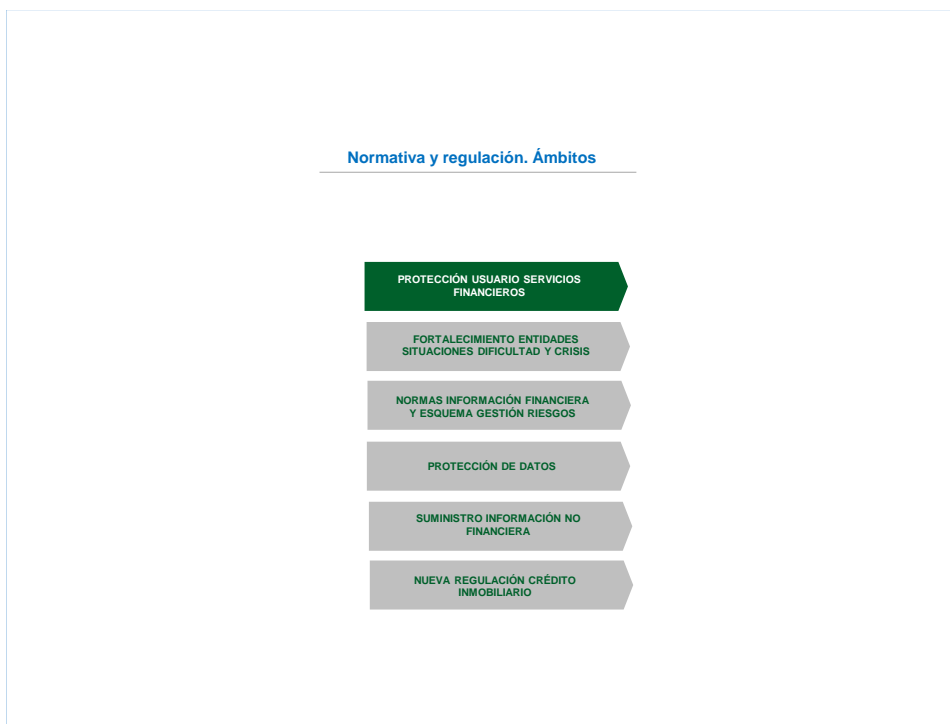 Normativa y regulación. Ámbitos
PROTECCIÓN USUARIO SERVICIOS
FINANCIEROS
FORTALECIMIENTO ENTIDADES
SITUACIONES DIFICULTAD Y CRISIS
NORMAS INFORMACIÓN FINANCIERA
Y ESQUEMA GESTIÓN RIESGOS
PROTECCIÓN DE DATOS
SUMINISTRO INFORMACIÓN NO
FINANCIERA
NUEVA REGULACIÓN CRÉDITO
INMOBILIARIO